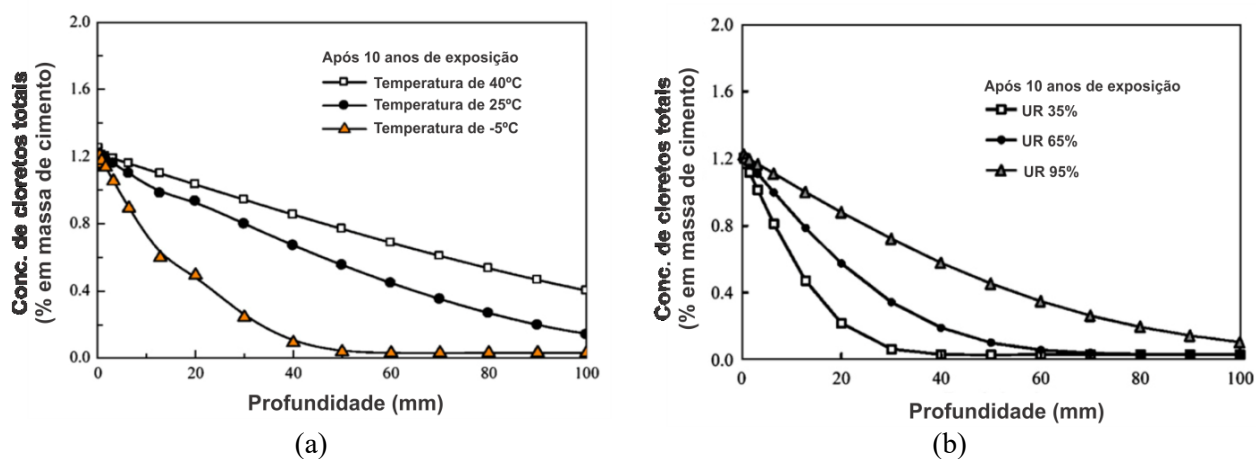 2.0
1.6
1.2
0.8
0.4
0.0
0
20
40
60
80
100
Conc. de cloretos totais
(% em massa de cimento)
Profundidade (mm)
Após 10 anos de exposição
Temperatura de 40ºC
Temperatura de 25ºC
Temperatura de -5ºC
(a)
2.0
1.6
1.2
0.8
0.4
0.0
0
20
40
60
80
100
Conc. de cloretos totais
(% em massa de cimento)
Profundidade (mm)
Após 10 anos de exposição
UR 35%
UR 65%
UR 95%
(b)